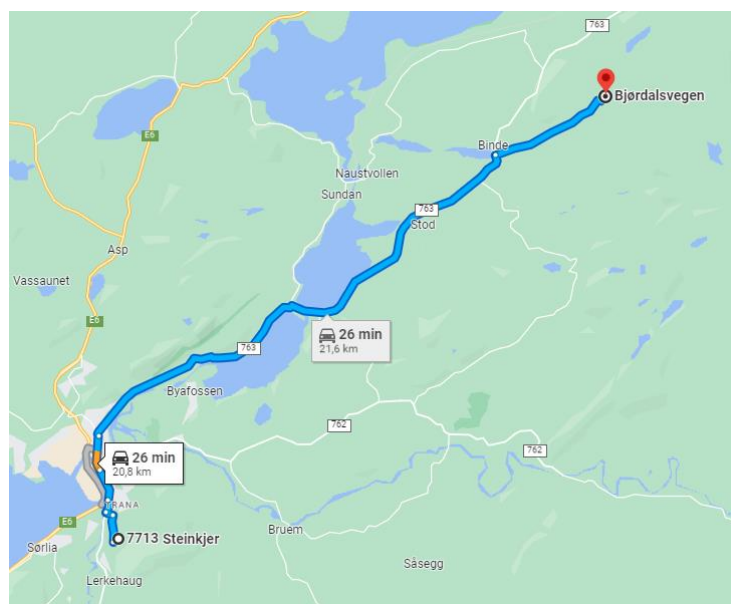 763
Bjørdalsvegen
E6
Binde
Naustvollen
Sundan
763
Stod
Asp
Vassaunet
E6
26 min
21,6 km
763
Byafossen
762
762
26 min
20,8 km
E6
Sørlia
7713 Steinkjer
Bruem
Såsegg
Lerkehaug